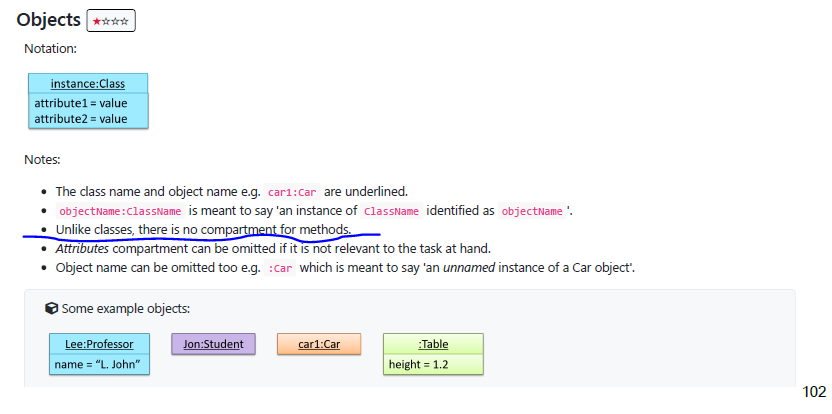 Objects ★☆☆☆
Notation:
instance:Class
attribute1 = value
attribute2 = value
Notes:
• The class name and object name e.g. car1:Car are underlined.
• objectName:ClassName is meant to say 'an instance of ClassName identified as objectName '.
• Unlike classes, there is no compartment for methods.
• Attributes compartment can be omitted if it is not relevant to the task at hand.
• Object name can be omitted too e.g. :Car which is meant to say 'an unnamed instance of a Car object'.
Some example objects:
Lee:Professor Jon:Student car1:Car :Table
name = “L. John” height = 1.2
102